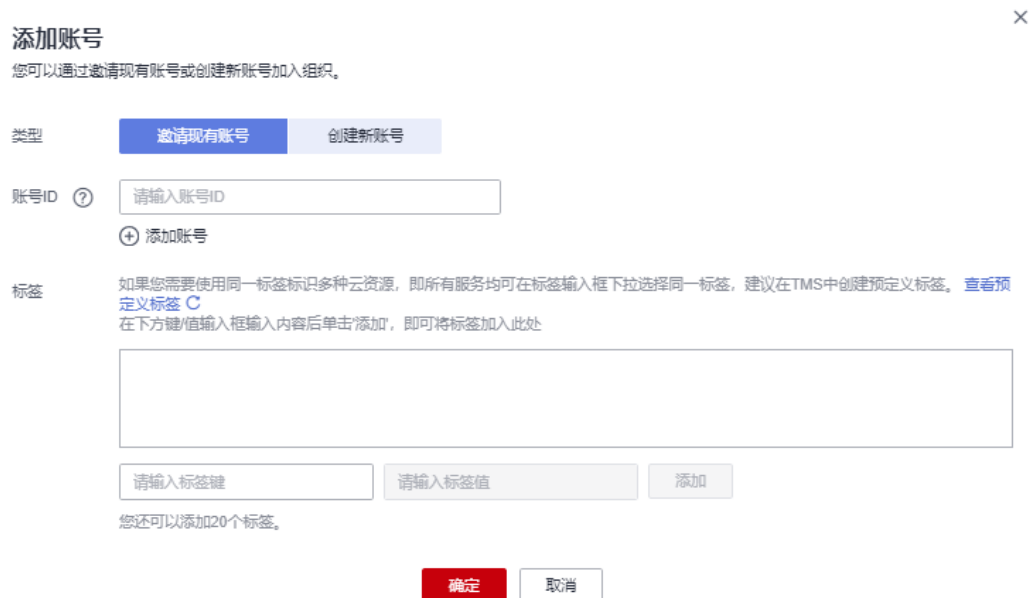 添加账号
您可以通过邀请现有账号或创建新账号加入组织。
类型 邀请现有账号 创建新账号
账号ID ? 请输入账号ID
添加账号
标签 如果您需要使用同一标签标识多种云资源，即所有服务均可在标签输入框下拉选择同一标签，建议在TMS中创建预定义标签。 查看预
定义标签
在下方键/值输入框输入内容后单击'添加'，即可将标签加入此处
请输入标签键 请输入标签值 添加
您还可以添加20个标签。
确定 取消